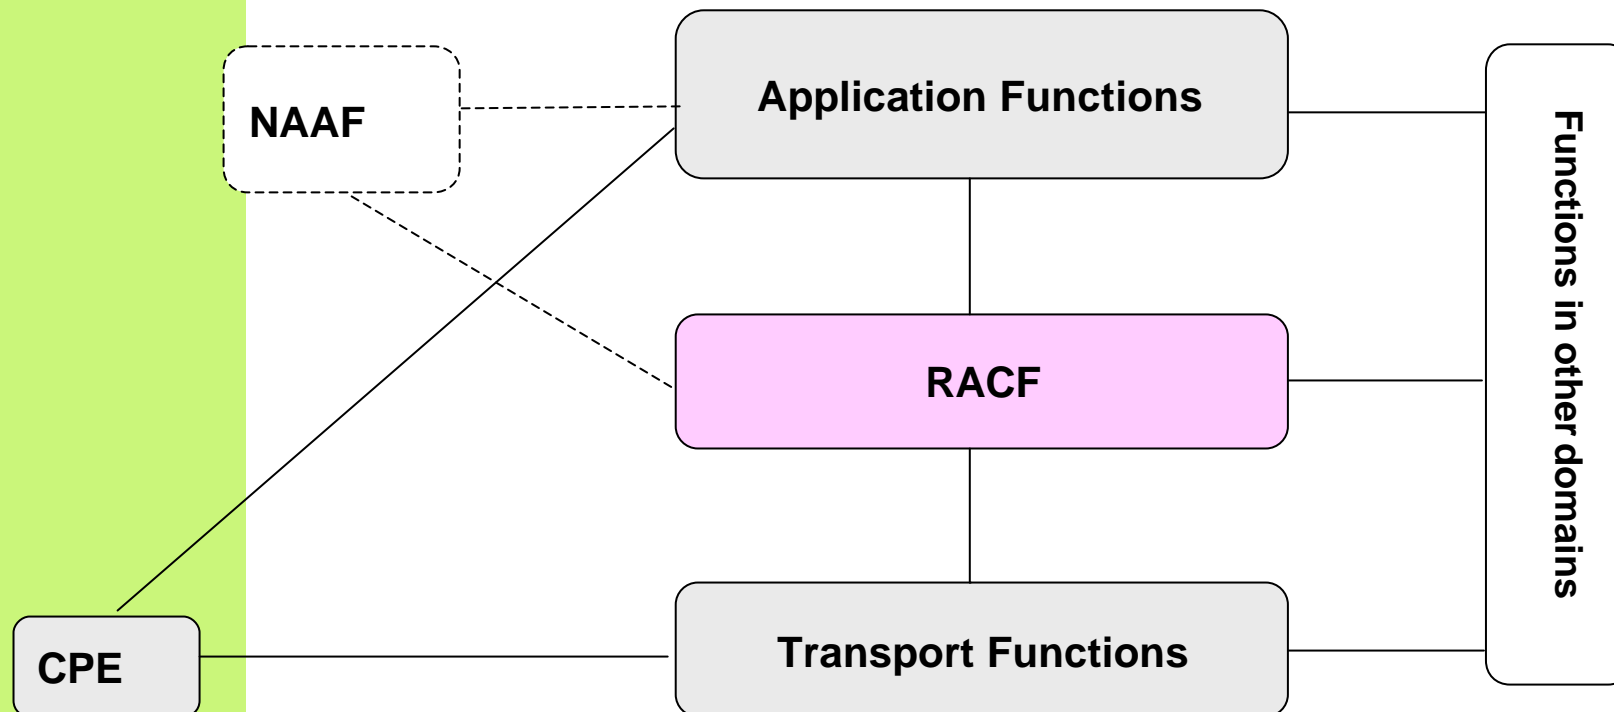 Application Functions
NAAF
Functions in other domains
RACF
Transport Functions
CPE